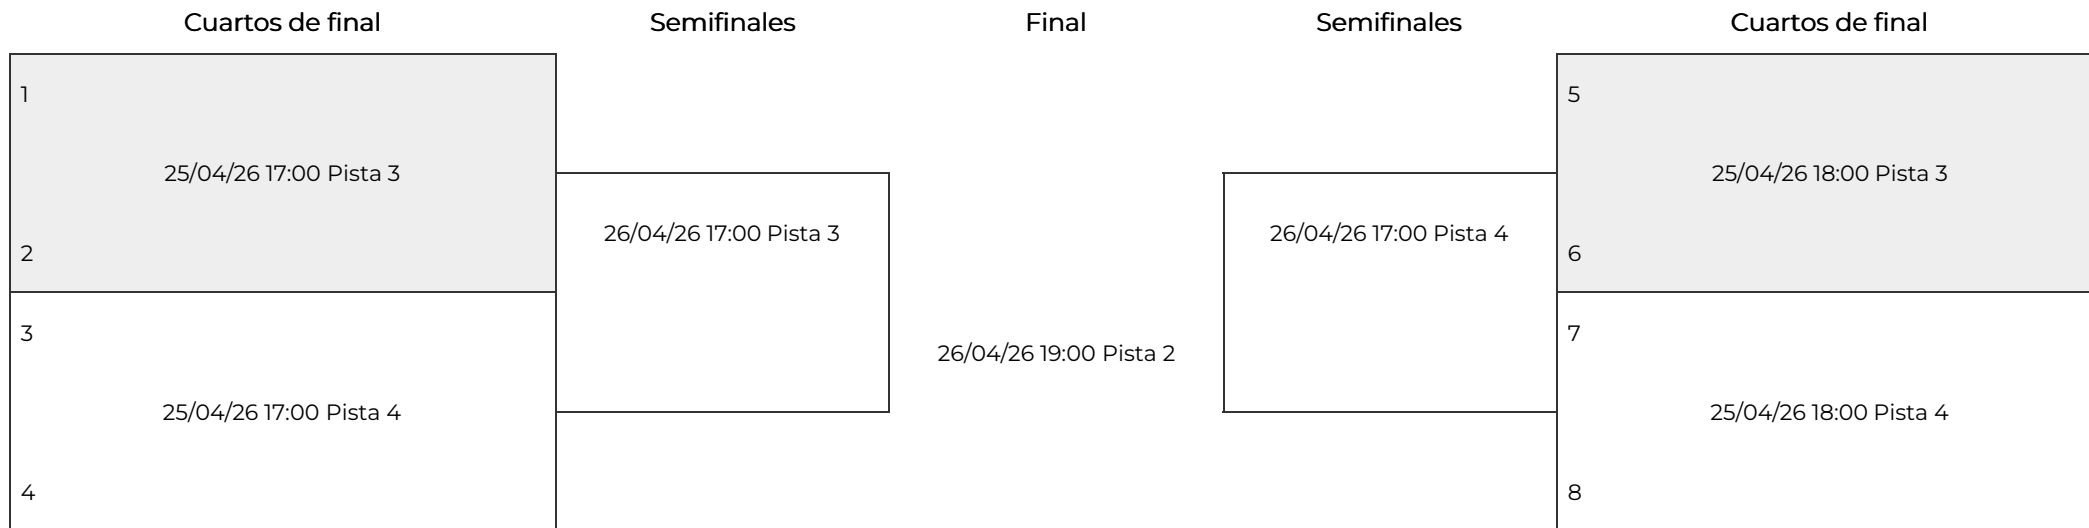 Cuartos de final
Semifinales
Final
Semifinales
Cuartos de final
1
25/04/26 17:00 Pista 3
2
3
25/04/26 17:00 Pista 4
4
26/04/26 17:00 Pista 3
26/04/26 19:00 Pista 2
26/04/26 17:00 Pista 4
5
25/04/26 18:00 Pista 3
6
7
25/04/26 18:00 Pista 4
8